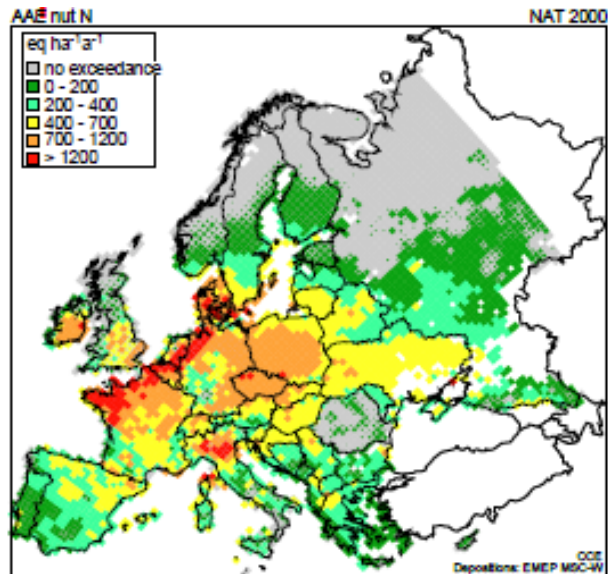 AAE nut N
NAT 2000
eq ha⁻¹a⁻¹
no exceedance
0 - 200
200 - 400
400 - 700
700 - 1200
> 1200
CCE
Depositions: EMEP MSC-W